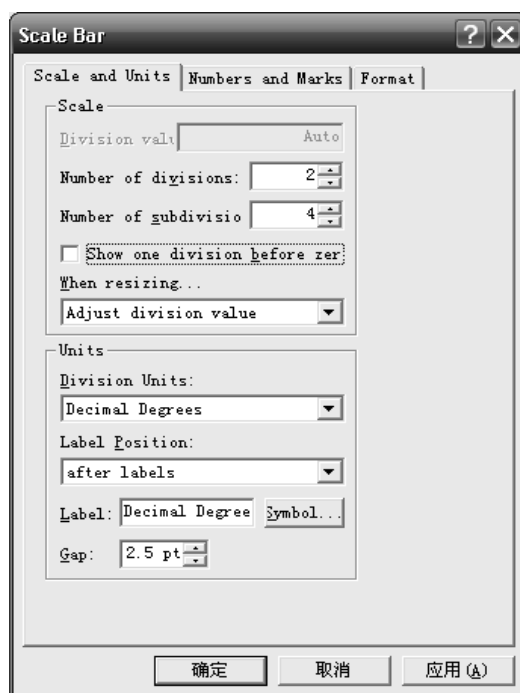 Scale Bar
Scale and Units Numbers and Marks Format
Scale
Division valu Auto
Number of divisions: 2
Number of subdivisio 4
Show one division before zer
When resizing...
Adjust division value
Units
Division Units:
Decimal Degrees
Label Position:
after labels
Label: Decimal Degree Symbol...
Gap: 2.5 pt
确定 取消 应用(A)